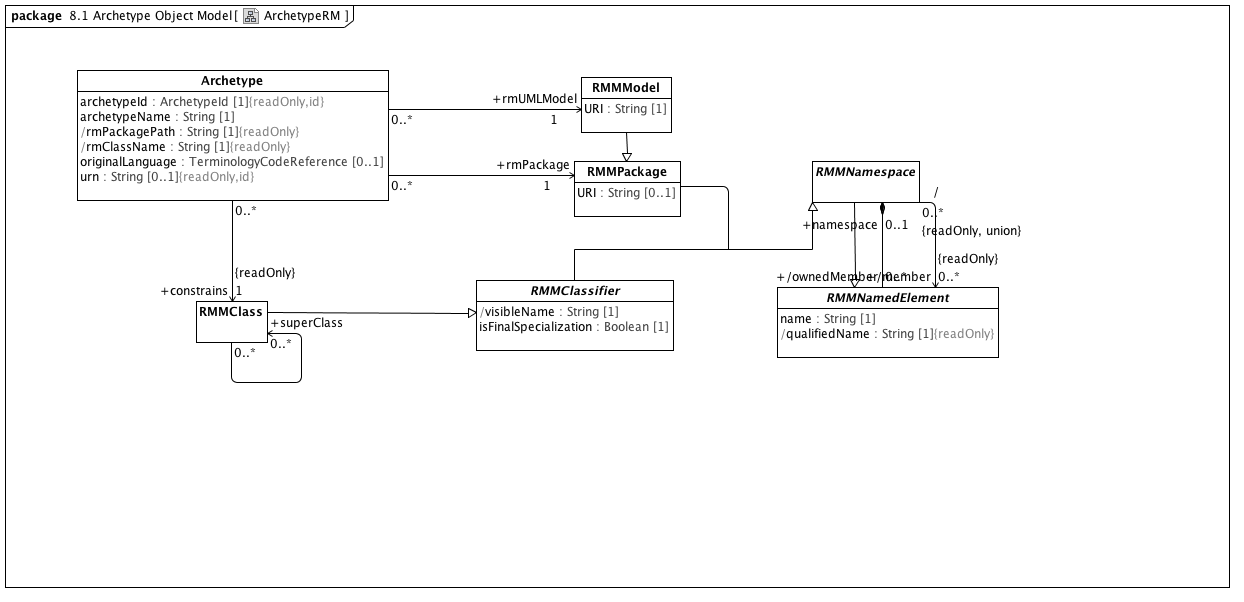 package 8.1 Archetype Object Model[ ArchetypeRM ]
Archetype
archetypeId : ArchetypeId [1]{readOnly,id}
archetypeName : String [1]
/rmPackagePath : String [1]{readOnly}
/rmClassName : String [1]{readOnly}
originalLanguage : TerminologyCodeReference [0..1]
urn : String [0..1]{readOnly,id}
+rmUMLModel
0..*
1
RMMModel
URI : String [1]
+rmPackage
0..*
1
RMMPackage
URI : String [0..1]
RMMNamespace
/
0..*
{readOnly, union}
+namespace
0..1
{readOnly}
+/ownedMember
0..*
+/member
0..*
RMMNamedElement
name : String [1]
/qualifiedName : String [1]{readOnly}
0..*
{readOnly}
+constrains
1
RMMClass
+superClass
0..*
0..*
RMMClassifier
/visibleName : String [1]
isFinalSpecialization : Boolean [1]